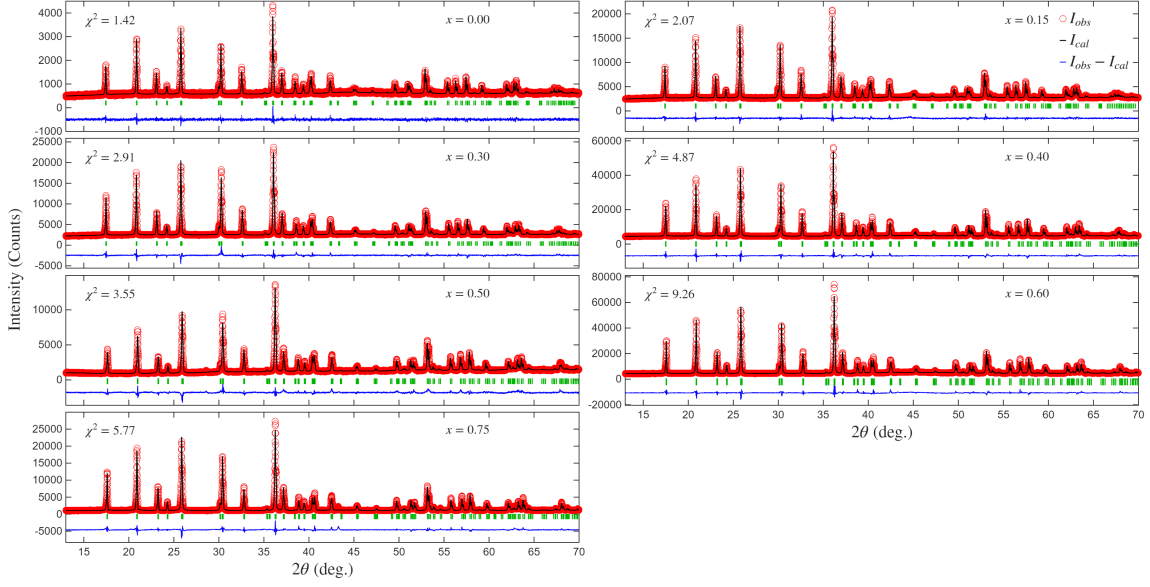 χ² = 1.42 x = 0.00
4000
3000
2000
1000
0
-1000
χ² = 2.07 x = 0.15
I_obs
I_cal
I_obs − I_cal
20000
15000
10000
5000
0
-5000
χ² = 2.91 x = 0.30
25000
20000
15000
10000
5000
0
-5000
χ² = 4.87 x = 0.40
60000
40000
20000
0
-20000
Intensity (Counts)
χ² = 3.55 x = 0.50
10000
5000
0
χ² = 9.26 x = 0.60
80000
60000
40000
20000
0
-20000
15 20 25 30 35 40 45 50 55 60 65 70
2θ (deg.)
χ² = 5.77 x = 0.75
25000
20000
15000
10000
5000
0
-5000
15 20 25 30 35 40 45 50 55 60 65 70
2θ (deg.)